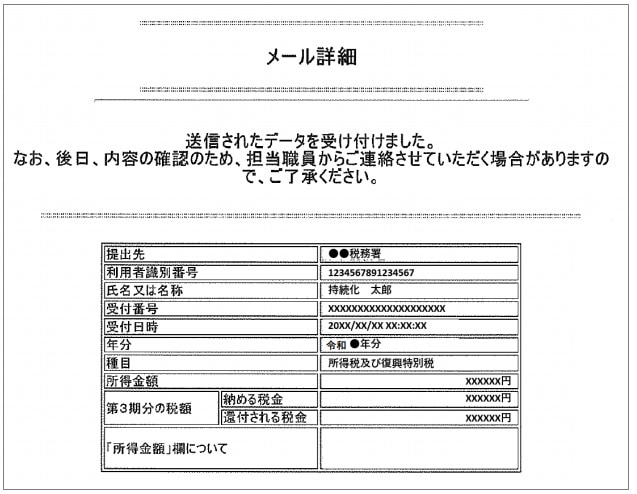 メール詳細
送信されたデータを受け付けました。
なお、後日、内容の確認のため、担当職員からご連絡させていただく場合がありますの
で、ご了承ください。
提出先 ●●税務署
利用者識別番号 1234567891234567
氏名又は名称 持続化 太郎
受付番号 XXXXXXXXXXXXXXXXXXXX
受付日時 20XX/XX/XX XX:XX:XX
年分 令和 ●年分
種目 所得税及び復興特別税
所得金額 XXXXXX円
第3期分の税額 納める税金 XXXXXX円
還付される税金 XXXXXX円
「所得金額」欄について